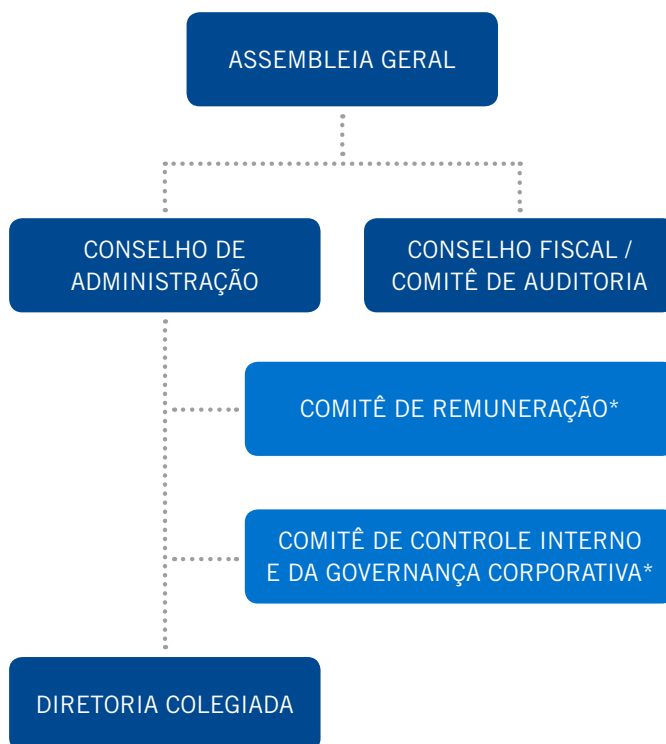 ASSEMBLEIA GERAL
CONSELHO DE
ADMINISTRAÇÃO
CONSELHO FISCAL /
COMITÊ DE AUDITORIA
COMITÊ DE REMUNERAÇÃO*
COMITÊ DE CONTROLE INTERNO
E DA GOVERNANÇA CORPORATIVA*
DIRETORIA COLEGIADA